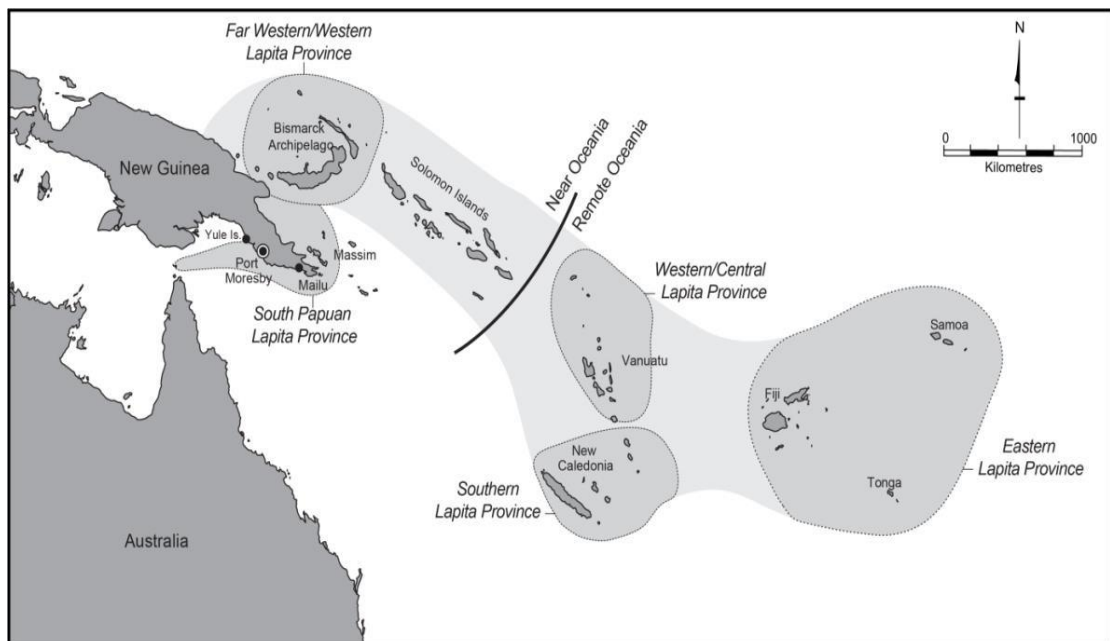 Far Western/Western
Lapita Province
N
Bismarck
Archipelago
0
1000
Kilometres
New Guinea
Solomon Islands
Near Oceania
Remote Oceania
Yule Is.
Port
Moresby
Massim
Mailu
Western/Central
Lapita Province
South Papuan
Lapita Province
Samoa
Vanuatu
Fiji
New
Caledonia
Eastern
Lapita Province
Southern
Lapita Province
Tonga
Australia